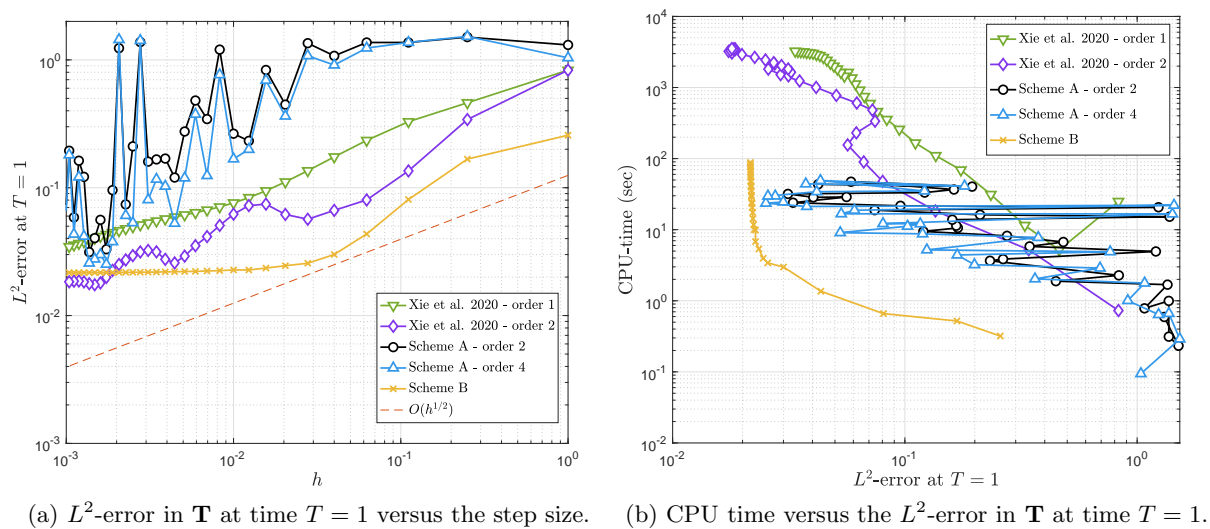 10^0
10^-1
10^-2
10^-3
L^2-error at T = 1
10^-3
10^-2
10^-1
10^0
h
Xie et al. 2020 - order 1
Xie et al. 2020 - order 2
Scheme A - order 2
Scheme A - order 4
Scheme B
O(h^{1/2})
(a) L^2-error in T at time T = 1 versus the step size.
10^4
10^3
10^2
10^1
10^0
10^-1
10^-2
CPU-time (sec)
10^-2
10^-1
10^0
L^2-error at T = 1
Xie et al. 2020 - order 1
Xie et al. 2020 - order 2
Scheme A - order 2
Scheme A - order 4
Scheme B
(b) CPU time versus the L^2-error in T at time T = 1.